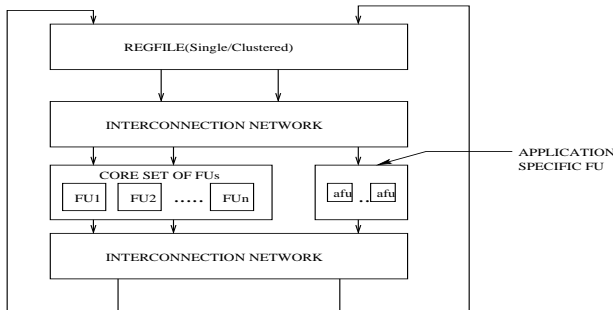 REGFILE(Single/Clustered)
INTERCONNECTION NETWORK
CORE SET OF FUs
FU1 FU2 ..... FUn
afu .. afu
APPLICATION
SPECIFIC FU
INTERCONNECTION NETWORK